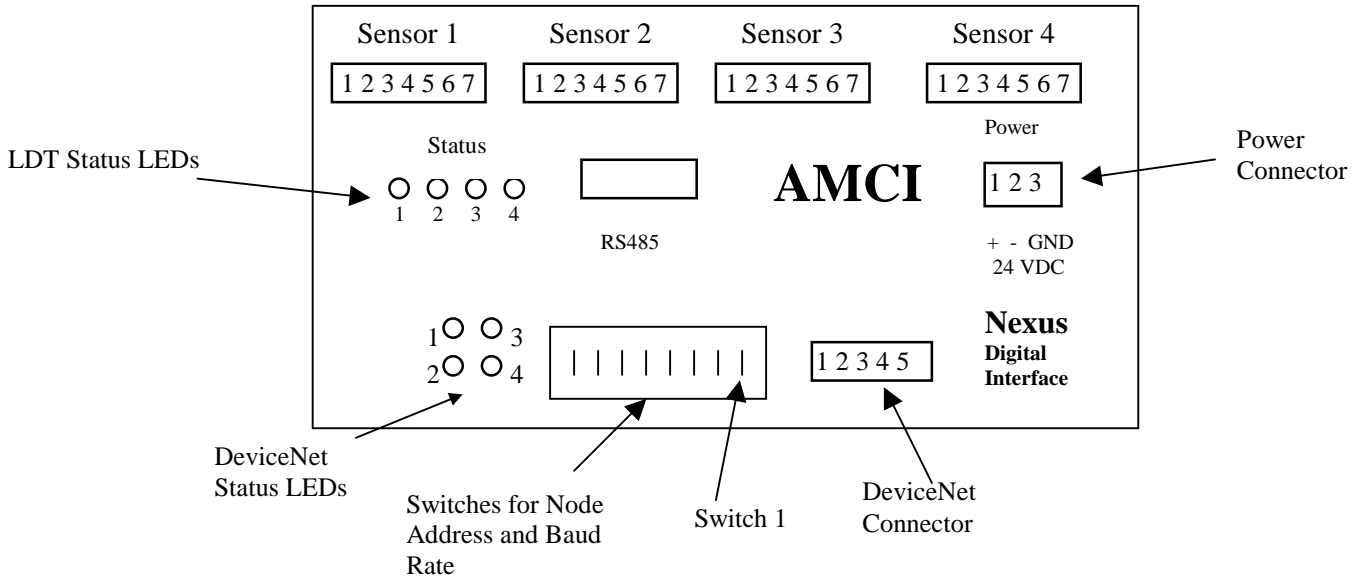 Sensor 1 Sensor 2 Sensor 3 Sensor 4
1 2 3 4 5 6 7 1 2 3 4 5 6 7 1 2 3 4 5 6 7 1 2 3 4 5 6 7
LDT Status LEDs
Status
1 2 3 4
RS485
AMCI
Power
1 2 3
+ - GND
24 VDC
Power
Connector
1 3
2 4
1 2 3 4 5
Nexus
Digital
Interface
DeviceNet
Status LEDs
Switches for Node
Address and Baud
Rate
Switch 1
DeviceNet
Connector